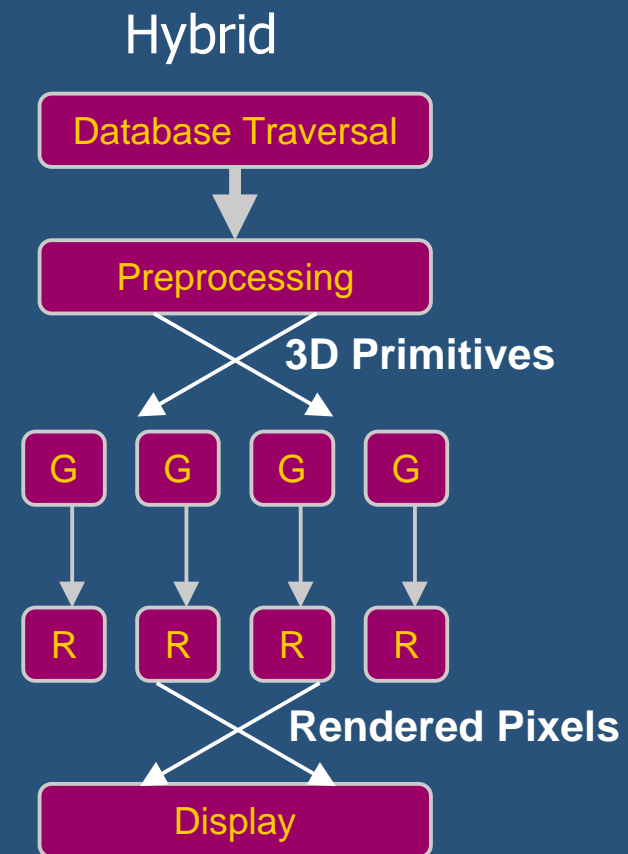 Hybrid
Database Traversal
Preprocessing
3D Primitives
G G G G
R R R R
Rendered Pixels
Display